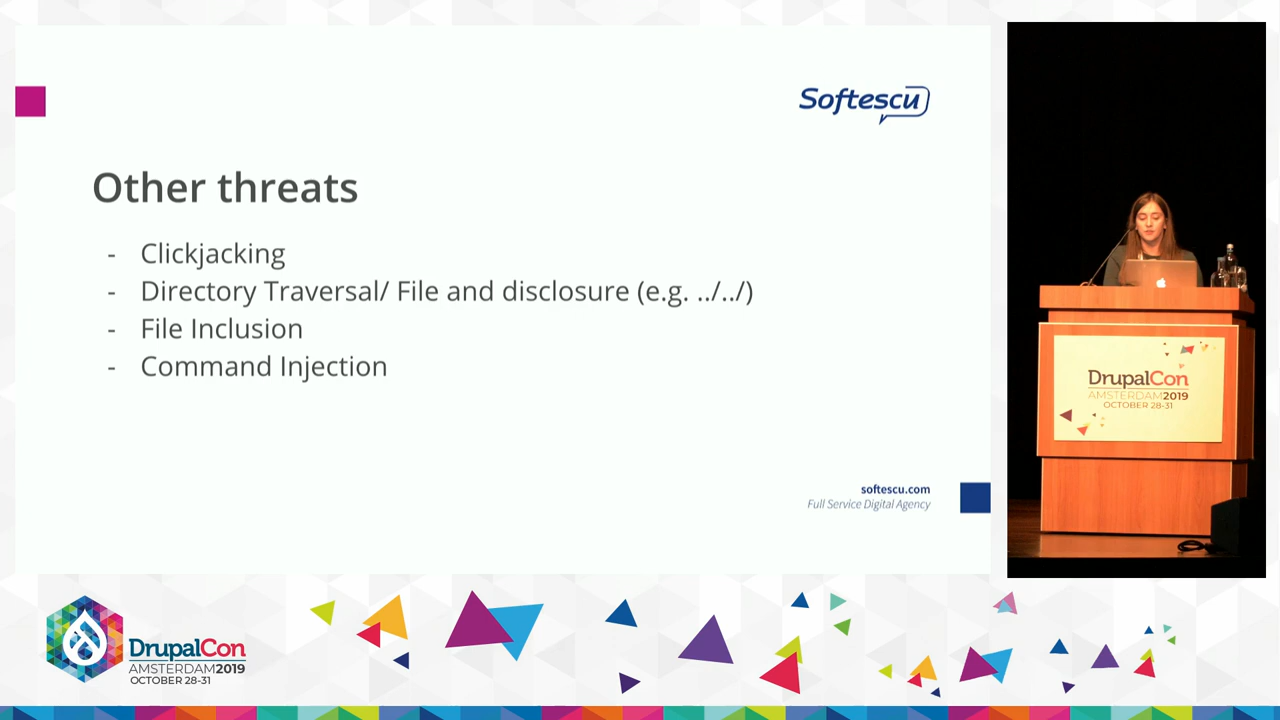 Softescu
Other threats
- Clickjacking
- Directory Traversal/ File and disclosure (e.g. ../../)
- File Inclusion
- Command Injection
softescu.com
Full Service Digital Agency
DrupalCon
AMSTERDAM2019
OCTOBER 28-31
DrupalCon
AMSTERDAM2019
OCTOBER 28-31